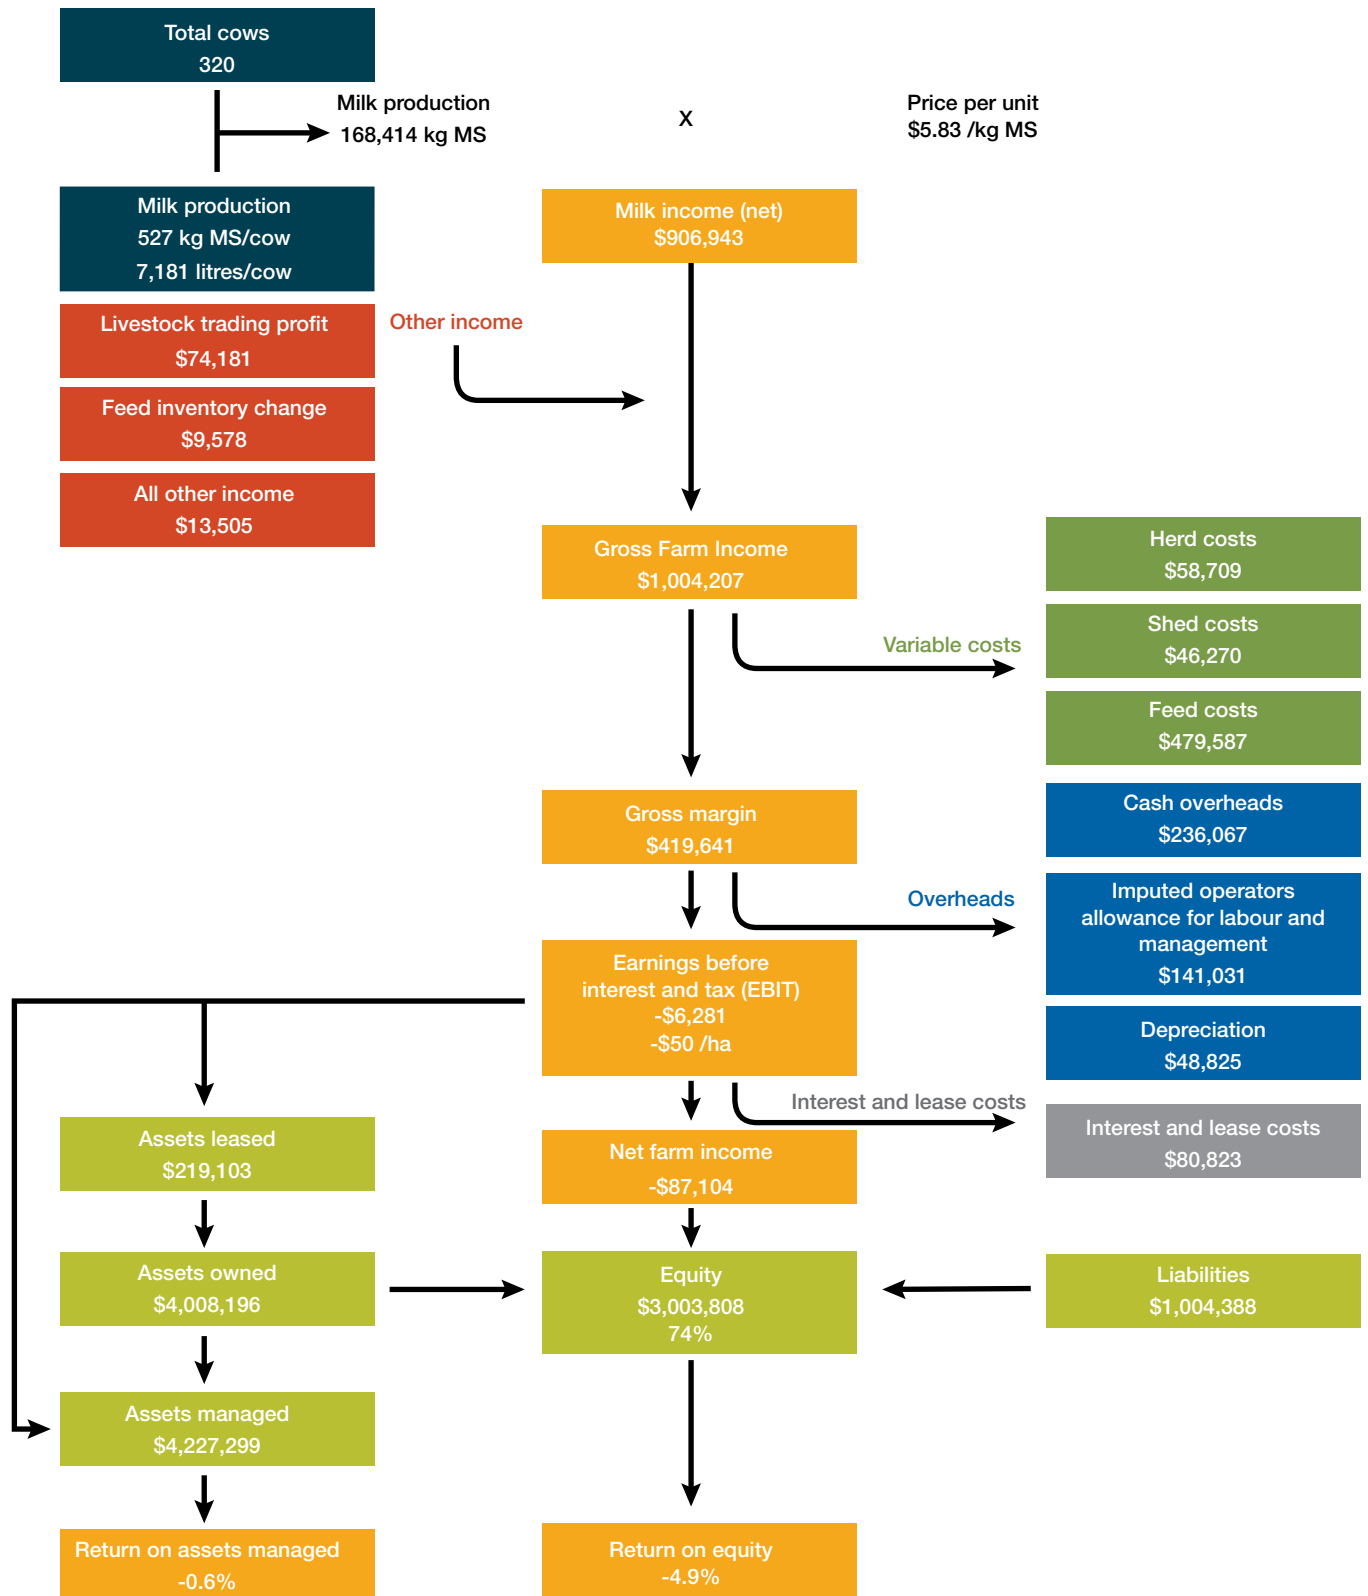 Total cows
320
Milk production
168,414 kg MS
x
Price per unit
$5.83 /kg MS
Milk production
527 kg MS/cow
7,181 litres/cow
Milk income (net)
$906,943
Livestock trading profit
$74,181
Other income
Feed inventory change
$9,578
All other income
$13,505
Gross Farm Income
$1,004,207
Herd costs
$58,709
Variable costs
Shed costs
$46,270
Feed costs
$479,587
Gross margin
$419,641
Cash overheads
$236,067
Overheads
Imputed operators
allowance for labour and
management
$141,031
Earnings before
interest and tax (EBIT)
-$6,281
-$50 /ha
Depreciation
$48,825
Interest and lease costs
Interest and lease costs
$80,823
Assets leased
$219,103
Net farm income
-$87,104
Assets owned
$4,008,196
Equity
$3,003,808
74%
Liabilities
$1,004,388
Assets managed
$4,227,299
Return on assets managed
-0.6%
Return on equity
-4.9%